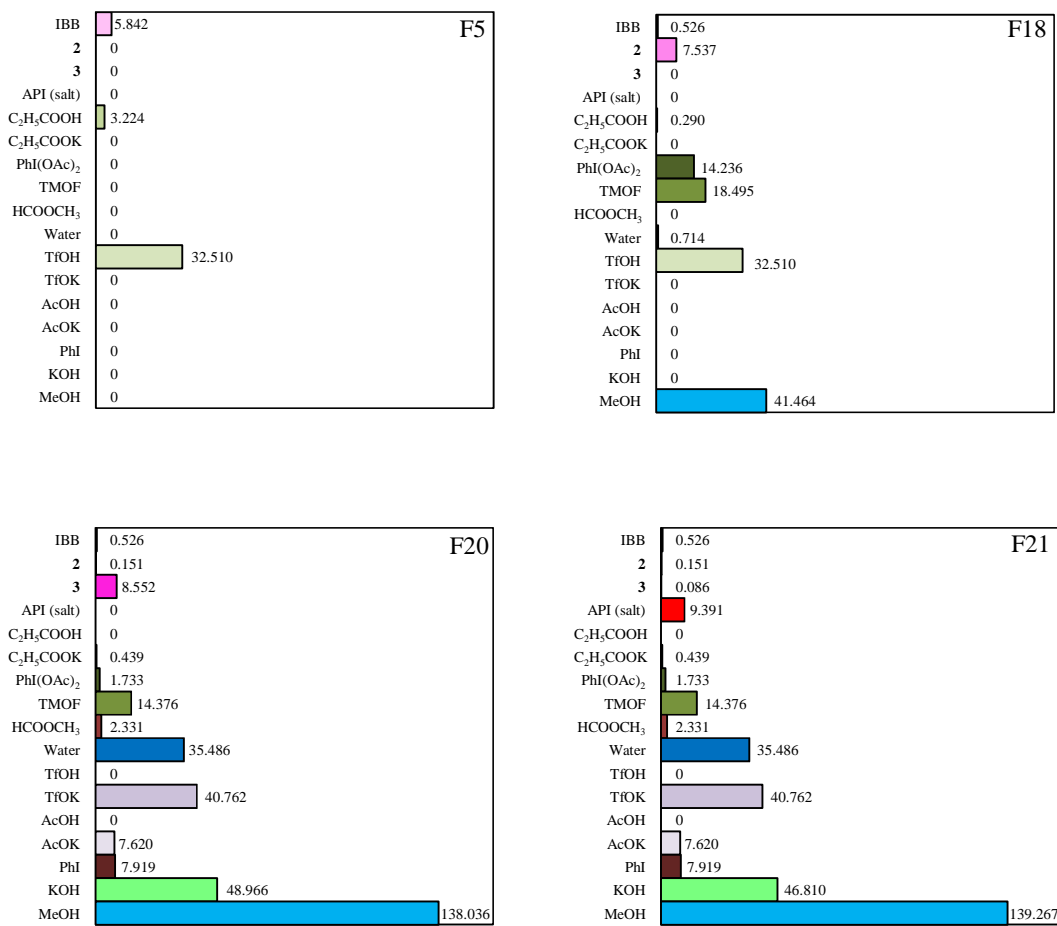 F5
IBB 5.842
2 0
3 0
API (salt) 0
C₂H₅COOH 3.224
C₂H₅COOK 0
PhI(OAc)₂ 0
TMOF 0
HCOOCH₃ 0
Water 0
TfOH 32.510
TfOK 0
AcOH 0
AcOK 0
PhI 0
KOH 0
MeOH 0
F18
IBB 0.526
2 7.537
3 0
API (salt) 0
C₂H₅COOH 0.290
C₂H₅COOK 0
PhI(OAc)₂ 14.236
TMOF 18.495
HCOOCH₃ 0
Water 0.714
TfOH 32.510
TfOK 0
AcOH 0
AcOK 0
PhI 0
KOH 0
MeOH 41.464
F20
IBB 0.526
2 0.151
3 8.552
API (salt) 0
C₂H₅COOH 0
C₂H₅COOK 0.439
PhI(OAc)₂ 1.733
TMOF 14.376
HCOOCH₃ 2.331
Water 35.486
TfOH 0
TfOK 40.762
AcOH 0
AcOK 7.620
PhI 7.919
KOH 48.966
MeOH 138.036
F21
IBB 0.526
2 0.151
3 0.086
API (salt) 9.391
C₂H₅COOH 0
C₂H₅COOK 0.439
PhI(OAc)₂ 1.733
TMOF 14.376
HCOOCH₃ 2.331
Water 35.486
TfOH 0
TfOK 40.762
AcOH 0
AcOK 7.620
PhI 7.919
KOH 46.810
MeOH 139.267